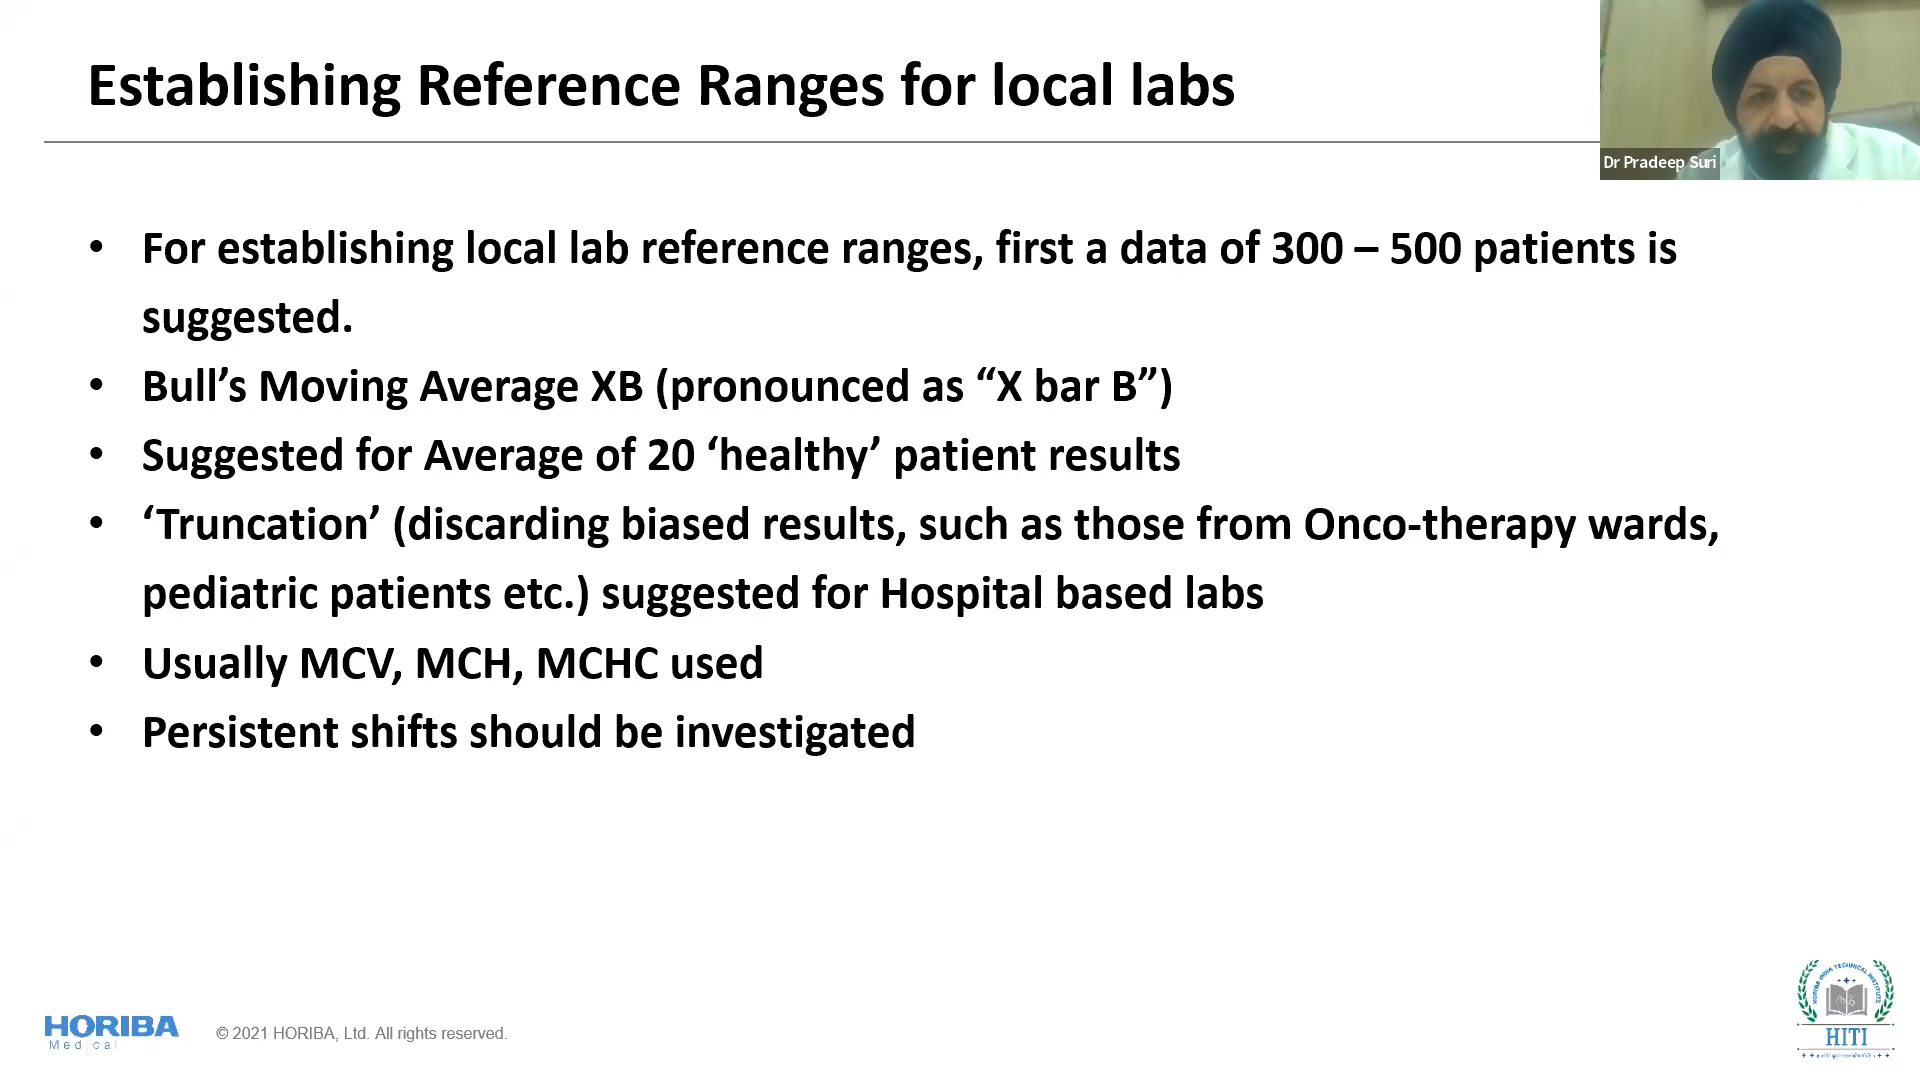 Establishing Reference Ranges for local labs
Dr Pradeep Suri
• For establishing local lab reference ranges, first a data of 300 – 500 patients is
suggested.
• Bull’s Moving Average XB (pronounced as “X bar B”)
• Suggested for Average of 20 ‘healthy’ patient results
• ‘Truncation’ (discarding biased results, such as those from Onco-therapy wards,
pediatric patients etc.) suggested for Hospital based labs
• Usually MCV, MCH, MCHC used
• Persistent shifts should be investigated
HORIBA
Medical
© 2021 HORIBA, Ltd. All rights reserved.
HORIBA INDIA TECHNICAL INSTITUTE
HITI